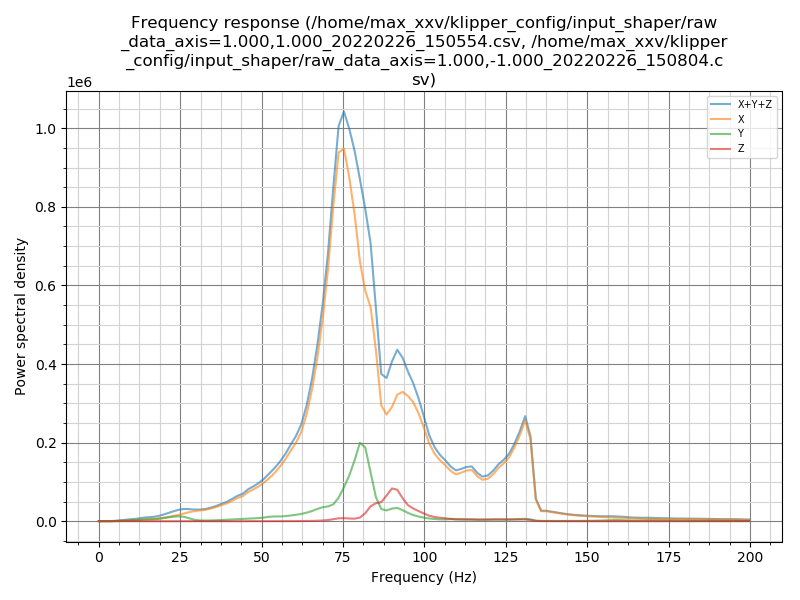 Frequency response (/home/max_xxv/klipper_config/input_shaper/raw
_data_axis=1.000,1.000_20220226_150554.csv, /home/max_xxv/klipper
_config/input_shaper/raw_data_axis=1.000,-1.000_20220226_150804.c
sv)
1e6
X+Y+Z
X
Y
Z
1.0
0.8
0.6
0.4
0.2
0.0
Power spectral density
0 25 50 75 100 125 150 175 200
Frequency (Hz)